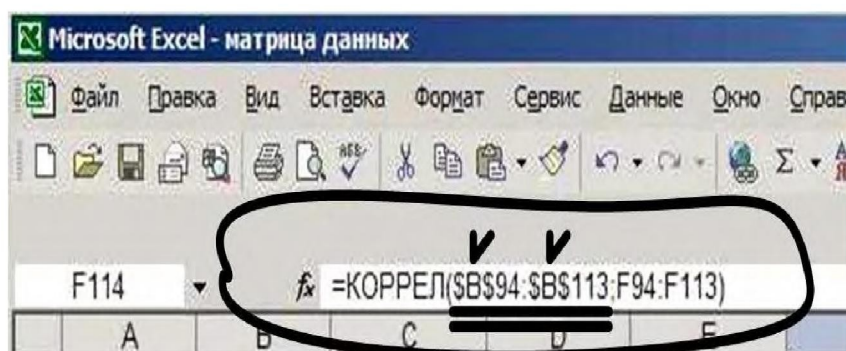 Microsoft Excel - матрица данных
Файл Правка Вид Вставка Формат Сервис Данные Окно Справ
F114 fx =КОРРЕЛ($B$94:$B$113;F94:F113)
A B C D E